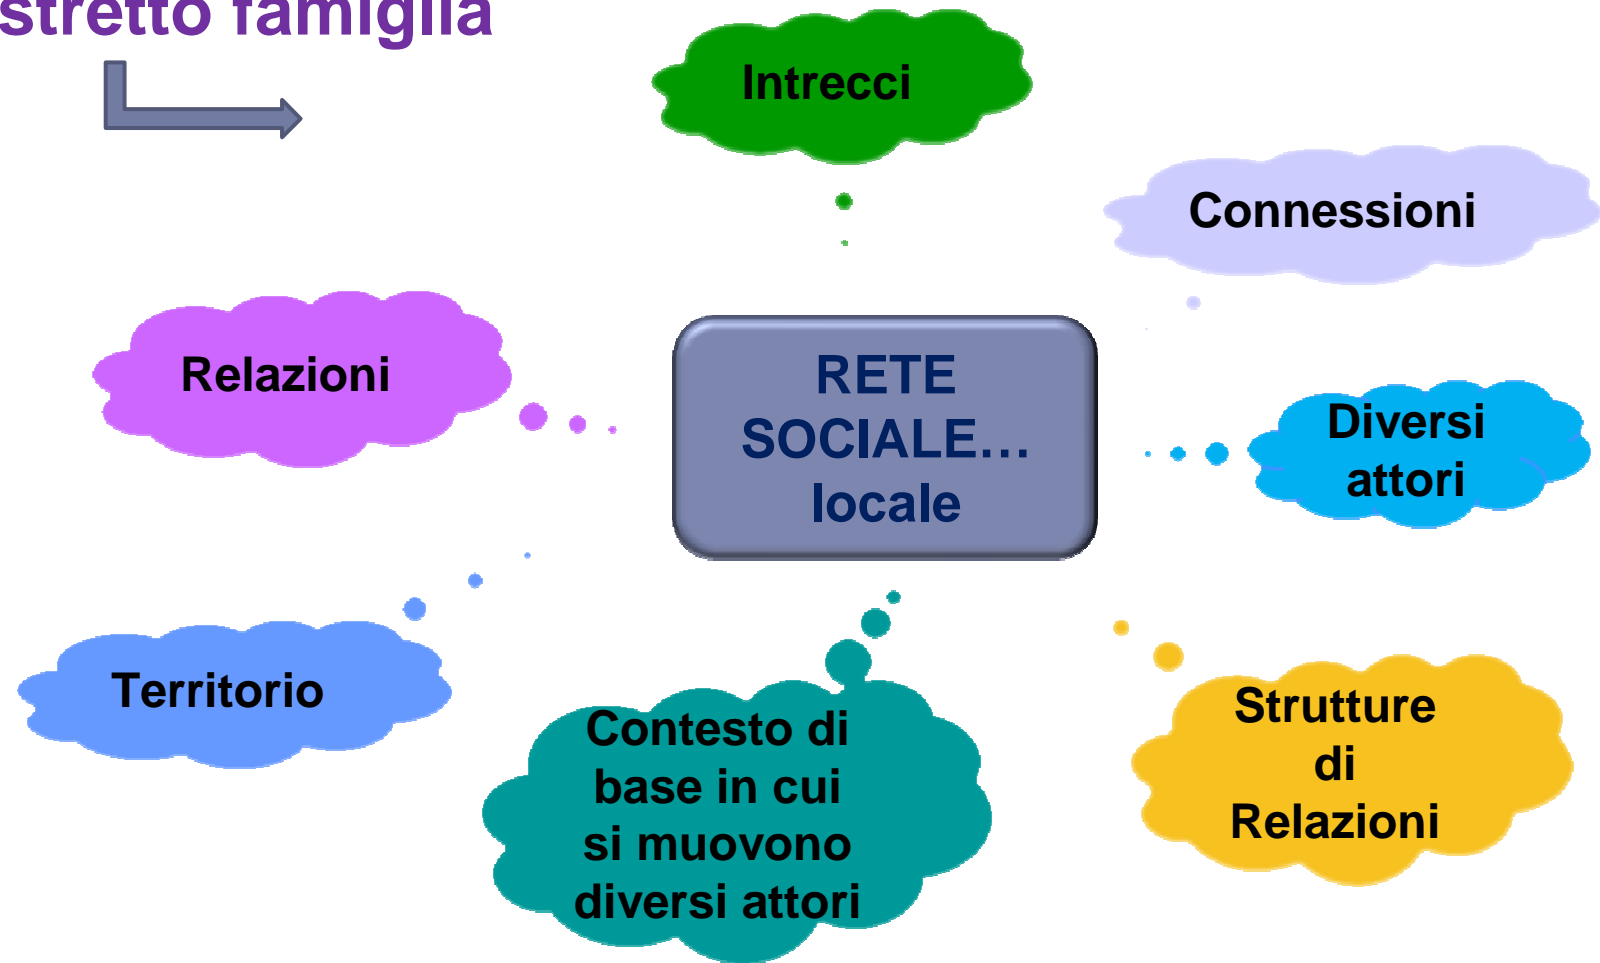 stretto famiglia
Intrecci
Connessioni
Relazioni
RETE
SOCIALE…
locale
Diversi
attori
Territorio
Contesto di
base in cui
si muovono
diversi attori
Strutture
di
Relazioni